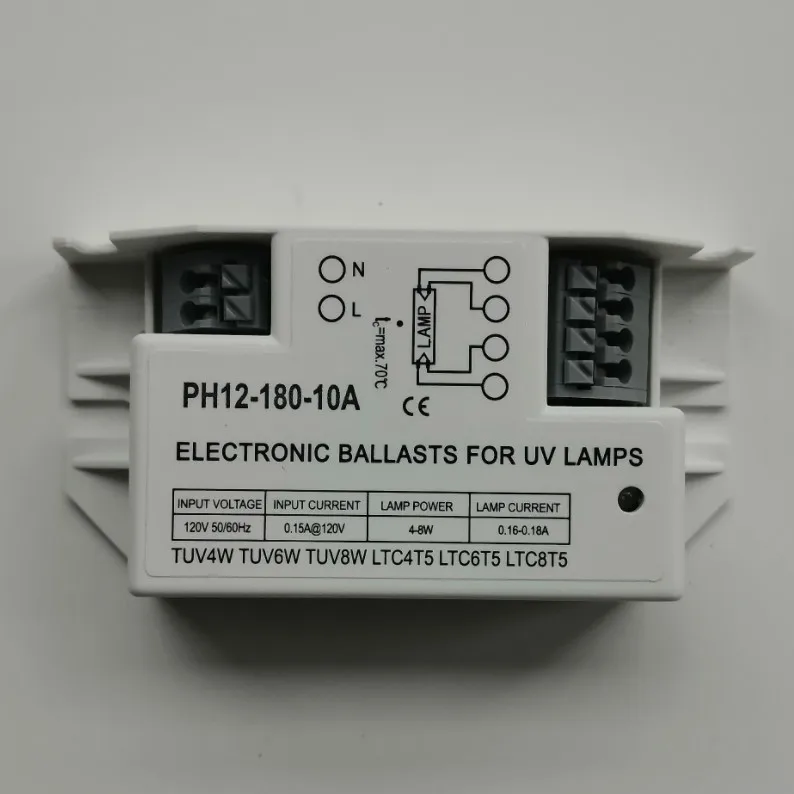 N
L
tc=max.70℃
LAMP
PH12-180-10A
CE
ELECTRONIC BALLASTS FOR UV LAMPS
INPUT VOLTAGE INPUT CURRENT LAMP POWER LAMP CURRENT
120V 50/60Hz 0.15A@120V 4-8W 0.16-0.18A
TUV4W TUV6W TUV8W LTC4T5 LTC6T5 LTC8T5